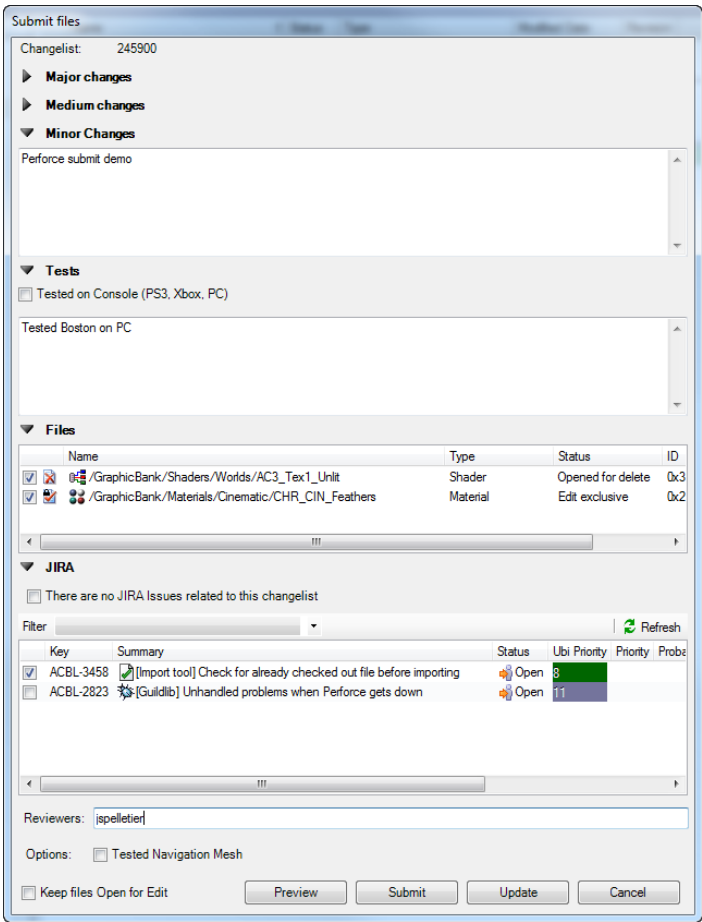 Submit files
Changelist: 245900
Major changes
Medium changes
Minor Changes
Perforce submit demo
Tests
Tested on Console (PS3, Xbox, PC)
Tested Boston on PC
Files
Name Type Status ID
/GraphicBank/Shaders/Worlds/AC3_Tex1_Unlit Shader Opened for delete 0x3
/GraphicBank/Materials/Cinematic/CHR_CIN_Feathers Material Edit exclusive 0x2
JIRA
There are no JIRA Issues related to this changelist
Filter Refresh
Key Summary Status Ubi Priority Priority Proba
ACBL-3458 [Import tool] Check for already checked out file before importing Open 8
ACBL-2823 [Guildlib] Unhandled problems when Perforce gets down Open 11
Reviewers: jspelletier
Options: Tested Navigation Mesh
Keep files Open for Edit Preview Submit Update Cancel